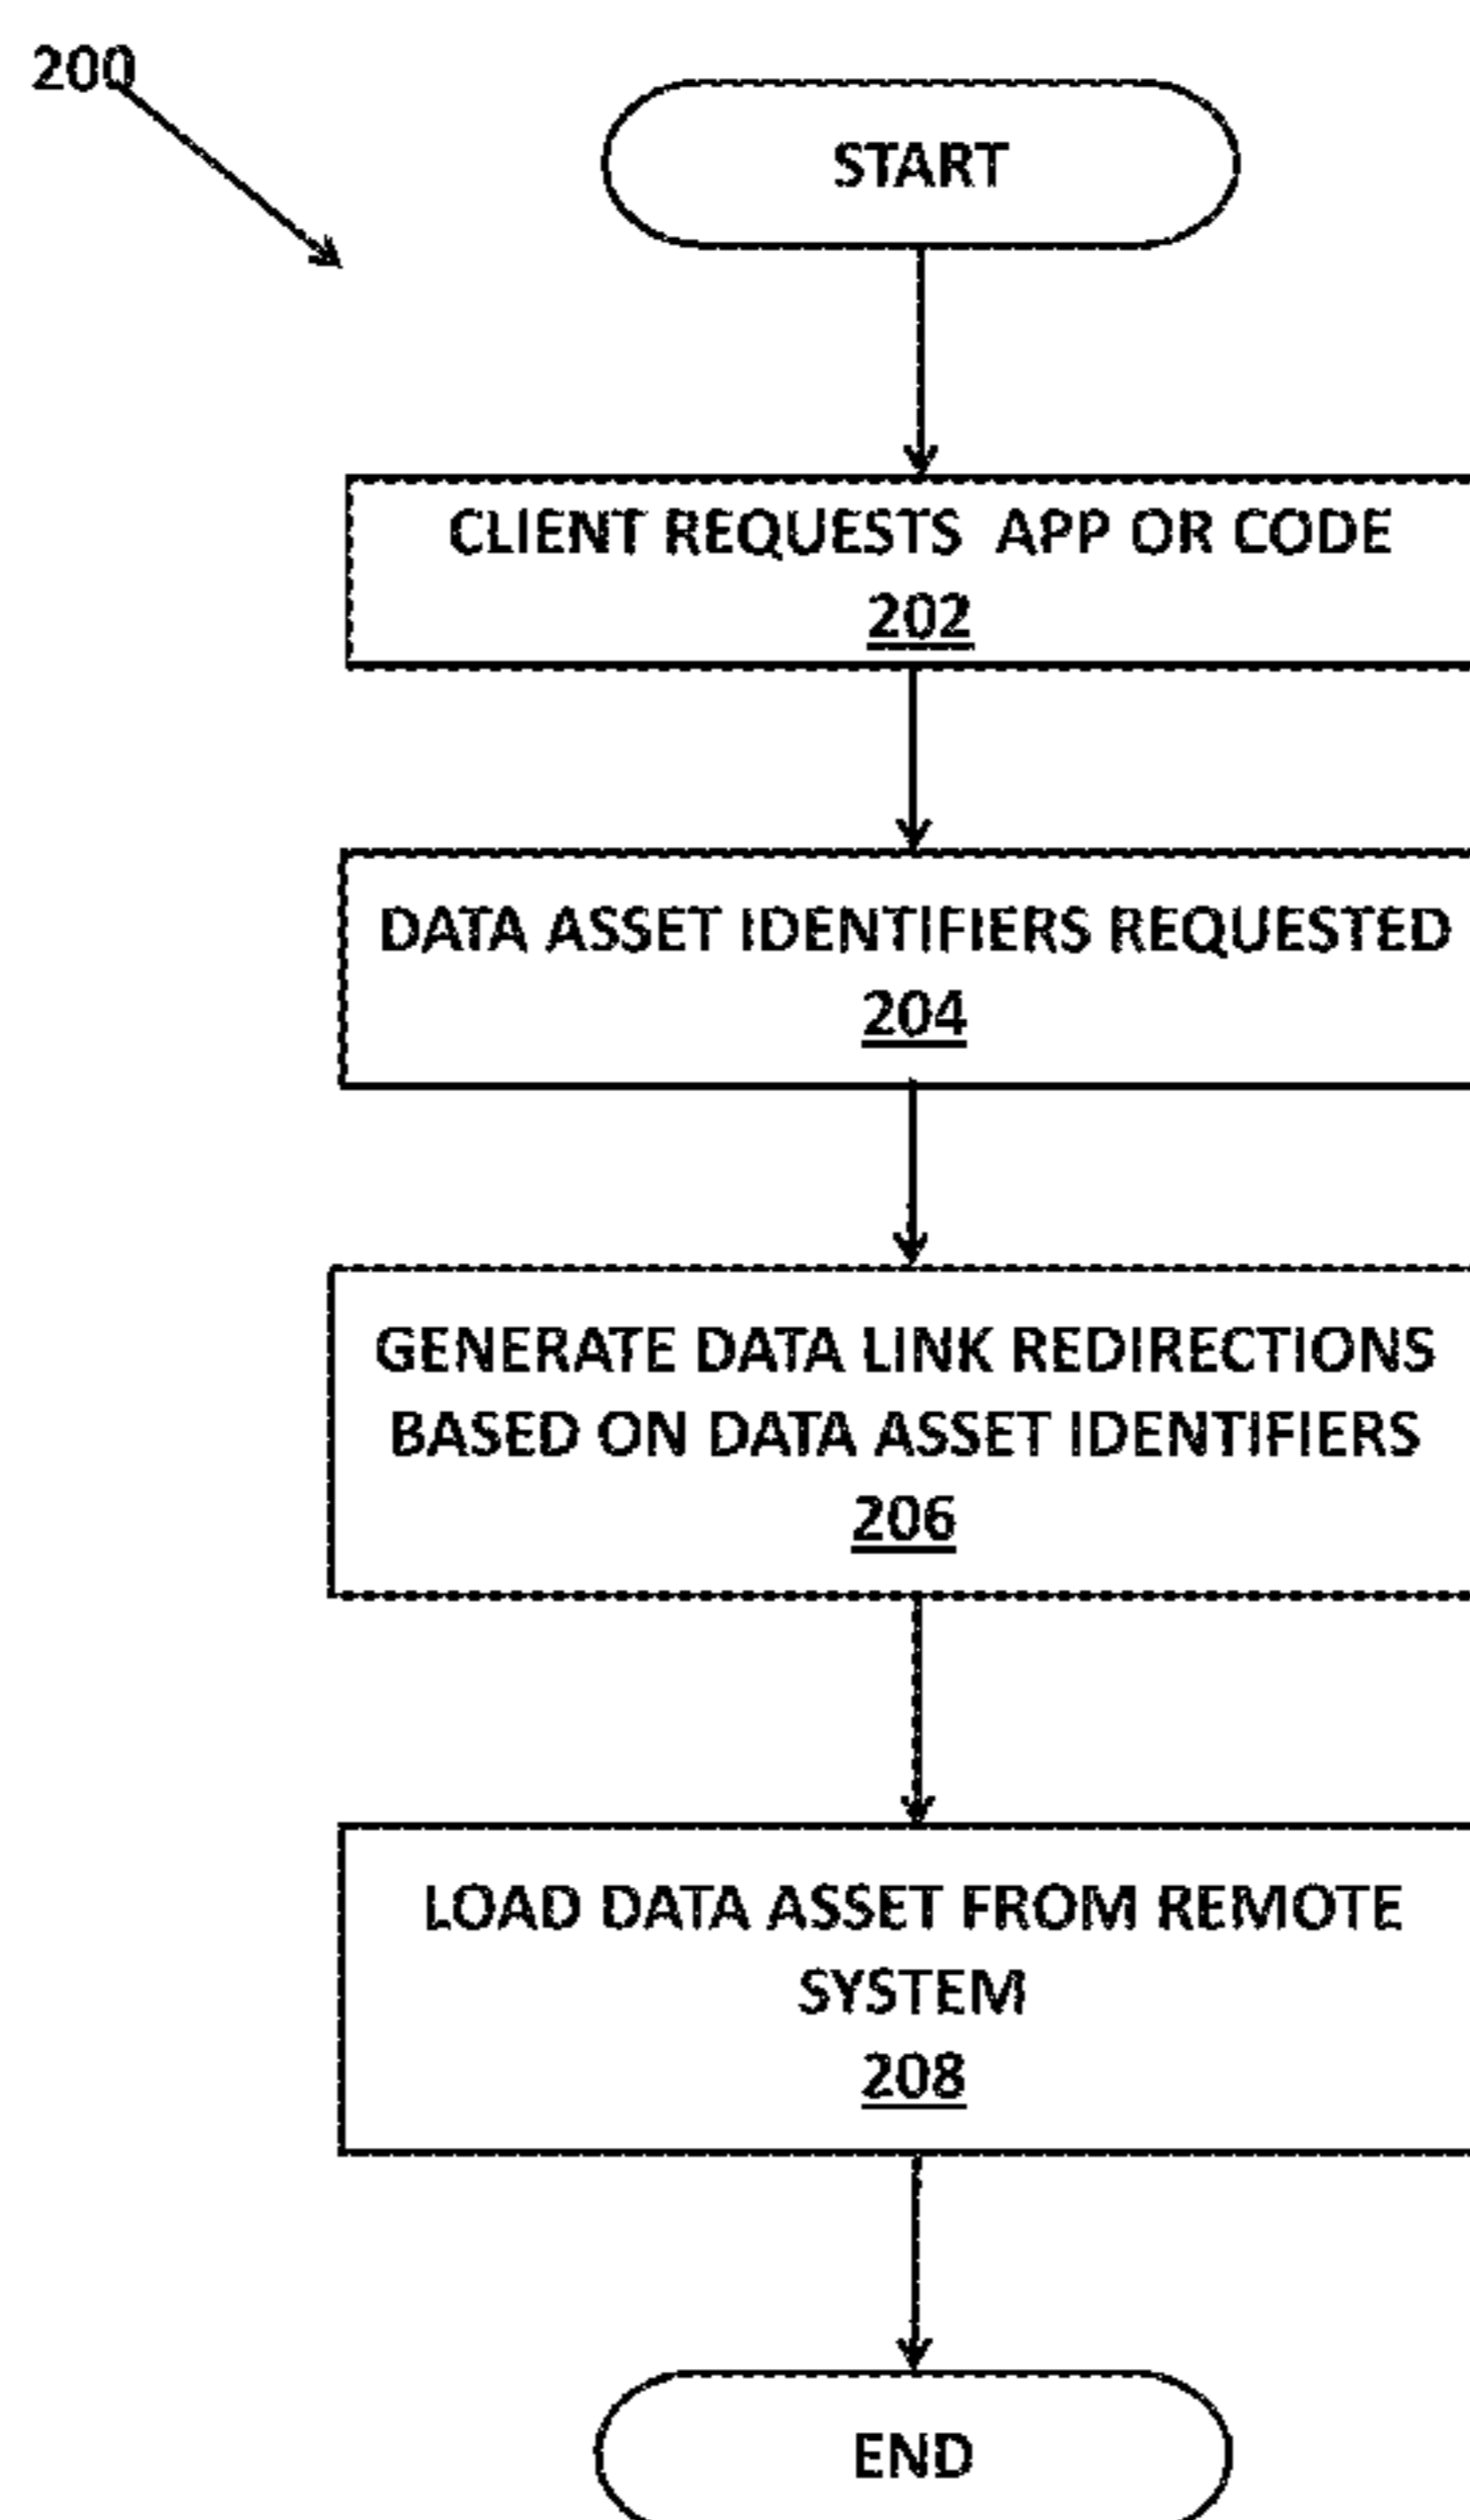 200
START
CLIENT REQUESTS APP OR CODE
202
DATA ASSET IDENTIFIERS REQUESTED
204
GENERATE DATA LINK REDIRECTIONS
BASED ON DATA ASSET IDENTIFIERS
206
LOAD DATA ASSET FROM REMOTE
SYSTEM
208
END